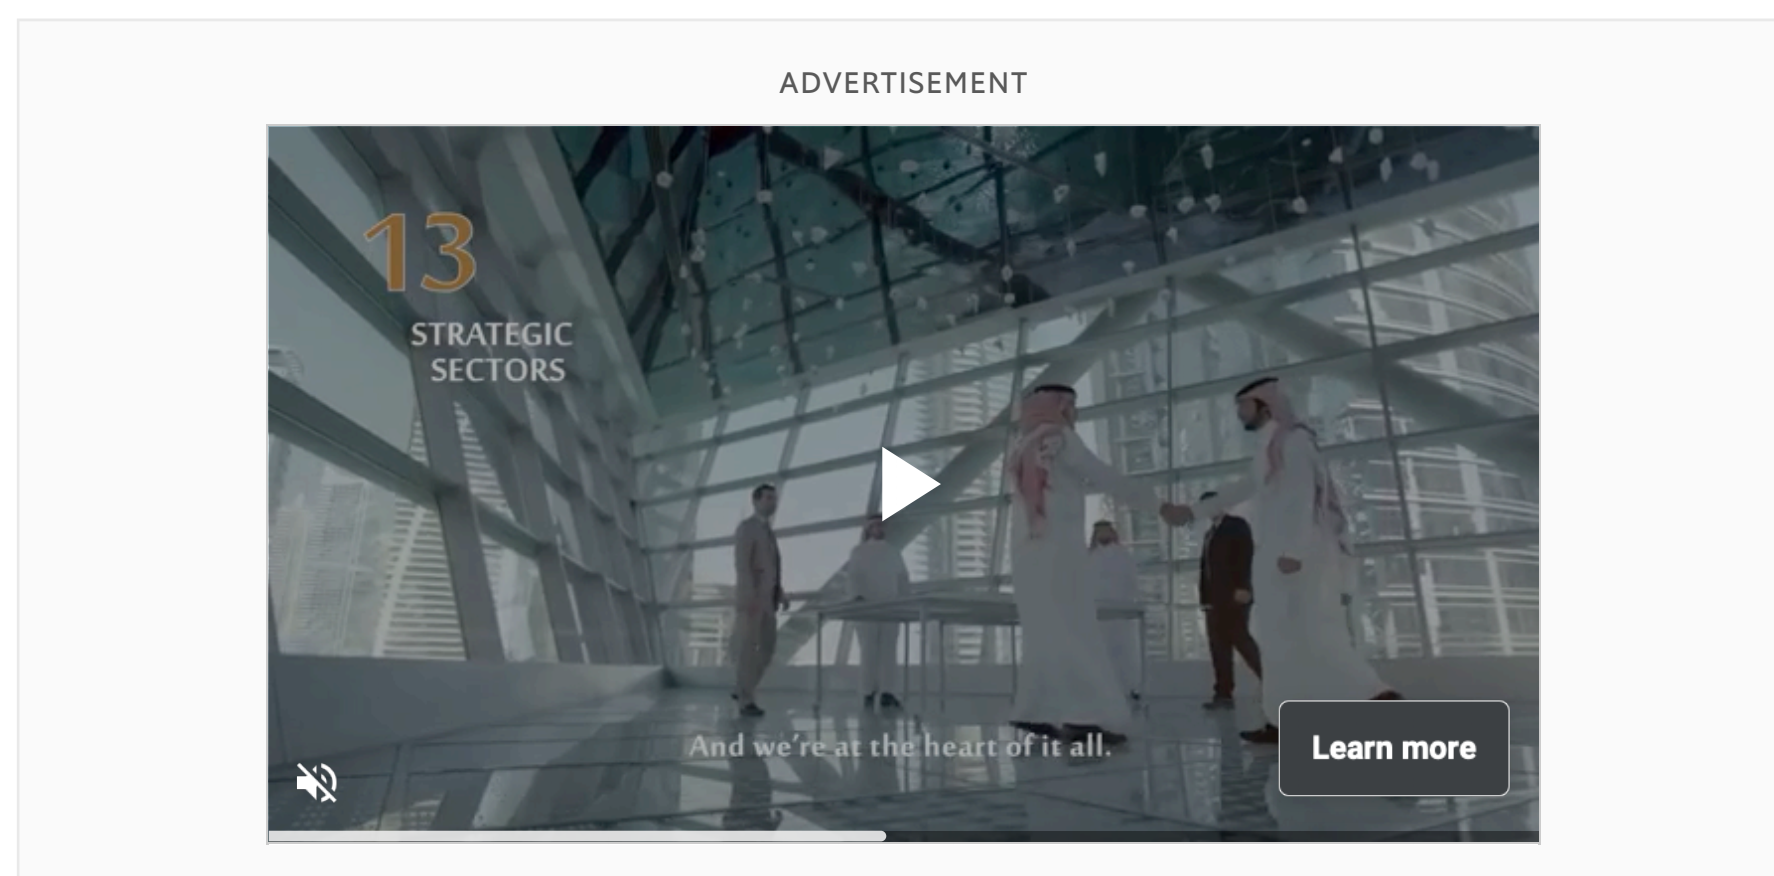 ADVERTISEMENT
13
STRATEGIC
SECTORS
And we’re at the heart of it all.
Learn more